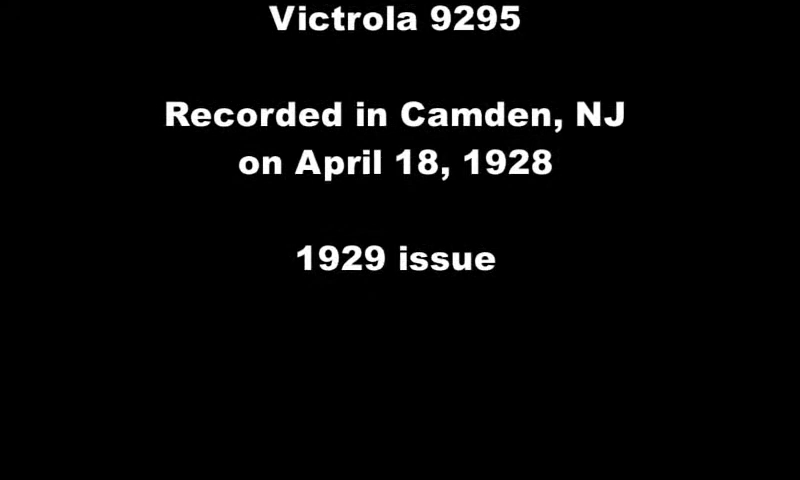 Victrola 9295
Recorded in Camden, NJ
on April 18, 1928
1929 issue